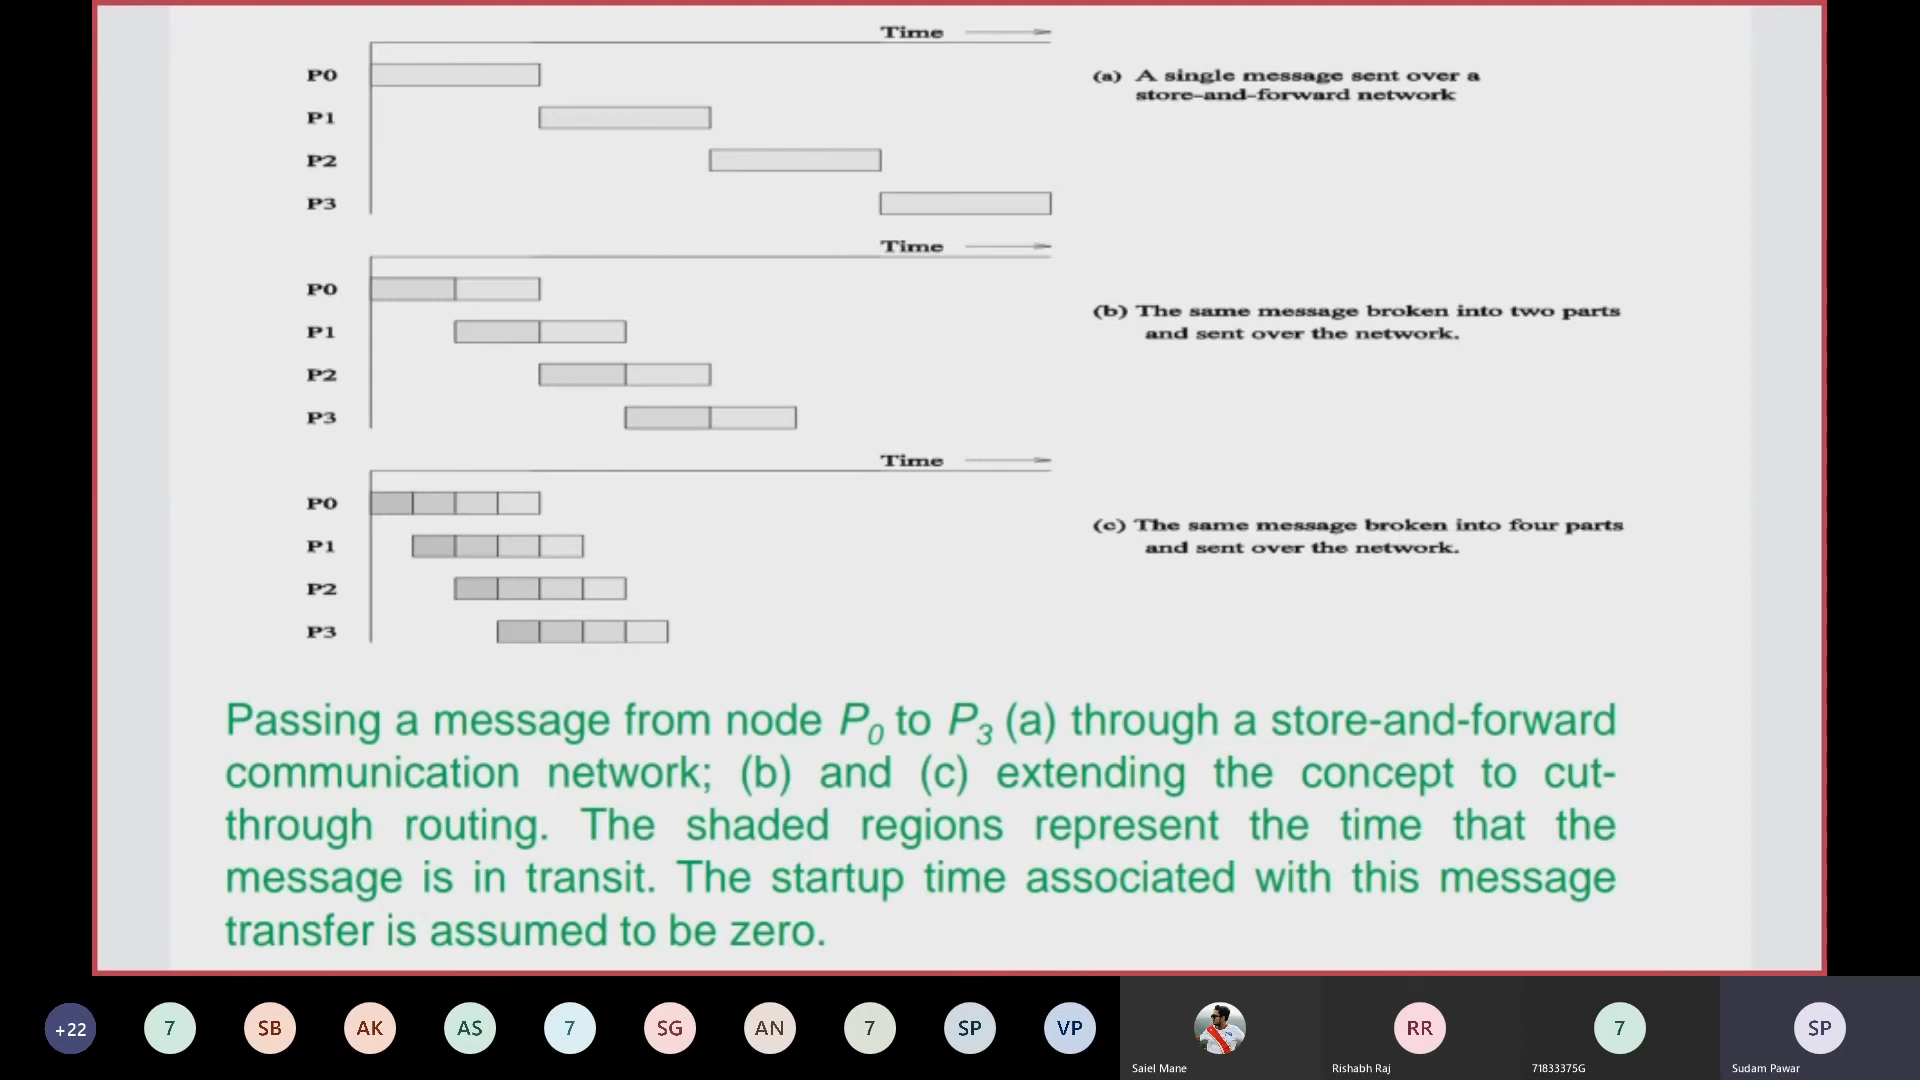 Time
P0
(a) A single message sent over a
store-and-forward network
P1
P2
P3
Time
P0
(b) The same message broken into two parts
and sent over the network.
P1
P2
P3
Time
P0
(c) The same message broken into four parts
and sent over the network.
P1
P2
P3
Passing a message from node P0 to P3 (a) through a store-and-forward
communication network; (b) and (c) extending the concept to cut-
through routing. The shaded regions represent the time that the
message is in transit. The startup time associated with this message
transfer is assumed to be zero.
+22 7 SB AK AS 7 SG AN 7 SP VP RR 7 SP
Saiel Mane Rishabh Raj 71833375G Sudam Pawar